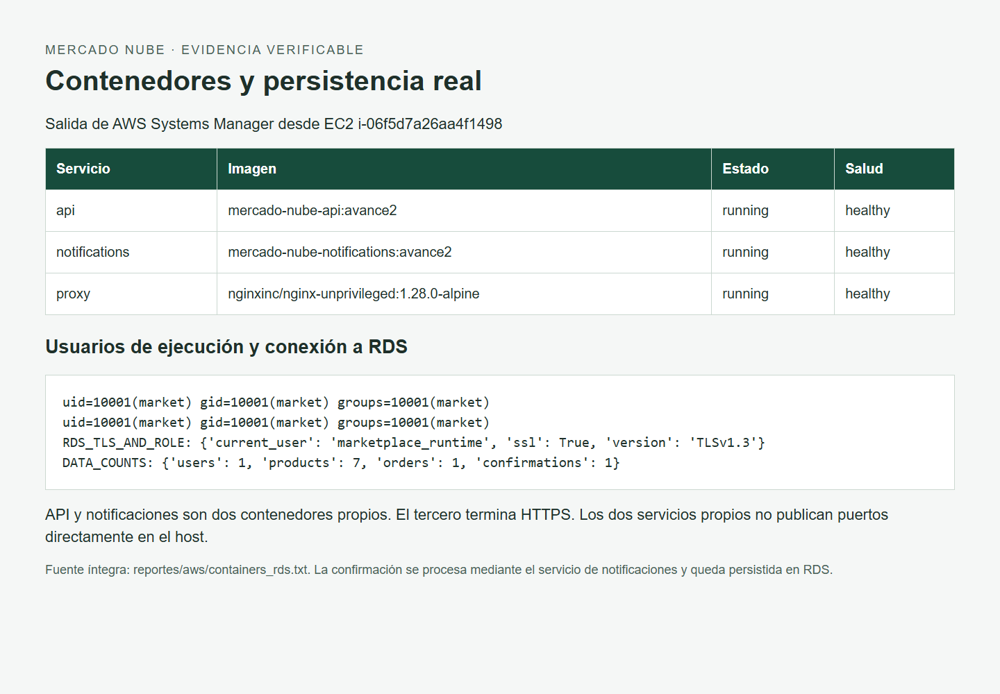 MERCADO NUBE · EVIDENCIA VERIFICABLE
Contenedores y persistencia real
Salida de AWS Systems Manager desde EC2 i-06f5d7a26aa4f1498
Servicio Imagen Estado Salud
api mercado-nube-api:avance2 running healthy
notifications mercado-nube-notifications:avance2 running healthy
proxy nginxinc/nginx-unprivileged:1.28.0-alpine running healthy
Usuarios de ejecución y conexión a RDS
uid=10001(market) gid=10001(market) groups=10001(market)
uid=10001(market) gid=10001(market) groups=10001(market)
RDS_TLS_AND_ROLE: {'current_user': 'marketplace_runtime', 'ssl': True, 'version': 'TLSv1.3'}
DATA_COUNTS: {'users': 1, 'products': 7, 'orders': 1, 'confirmations': 1}
API y notificaciones son dos contenedores propios. El tercero termina HTTPS. Los dos servicios propios no publican puertos
directamente en el host.
Fuente íntegra: reportes/aws/containers_rds.txt. La confirmación se procesa mediante el servicio de notificaciones y queda persistida en RDS.